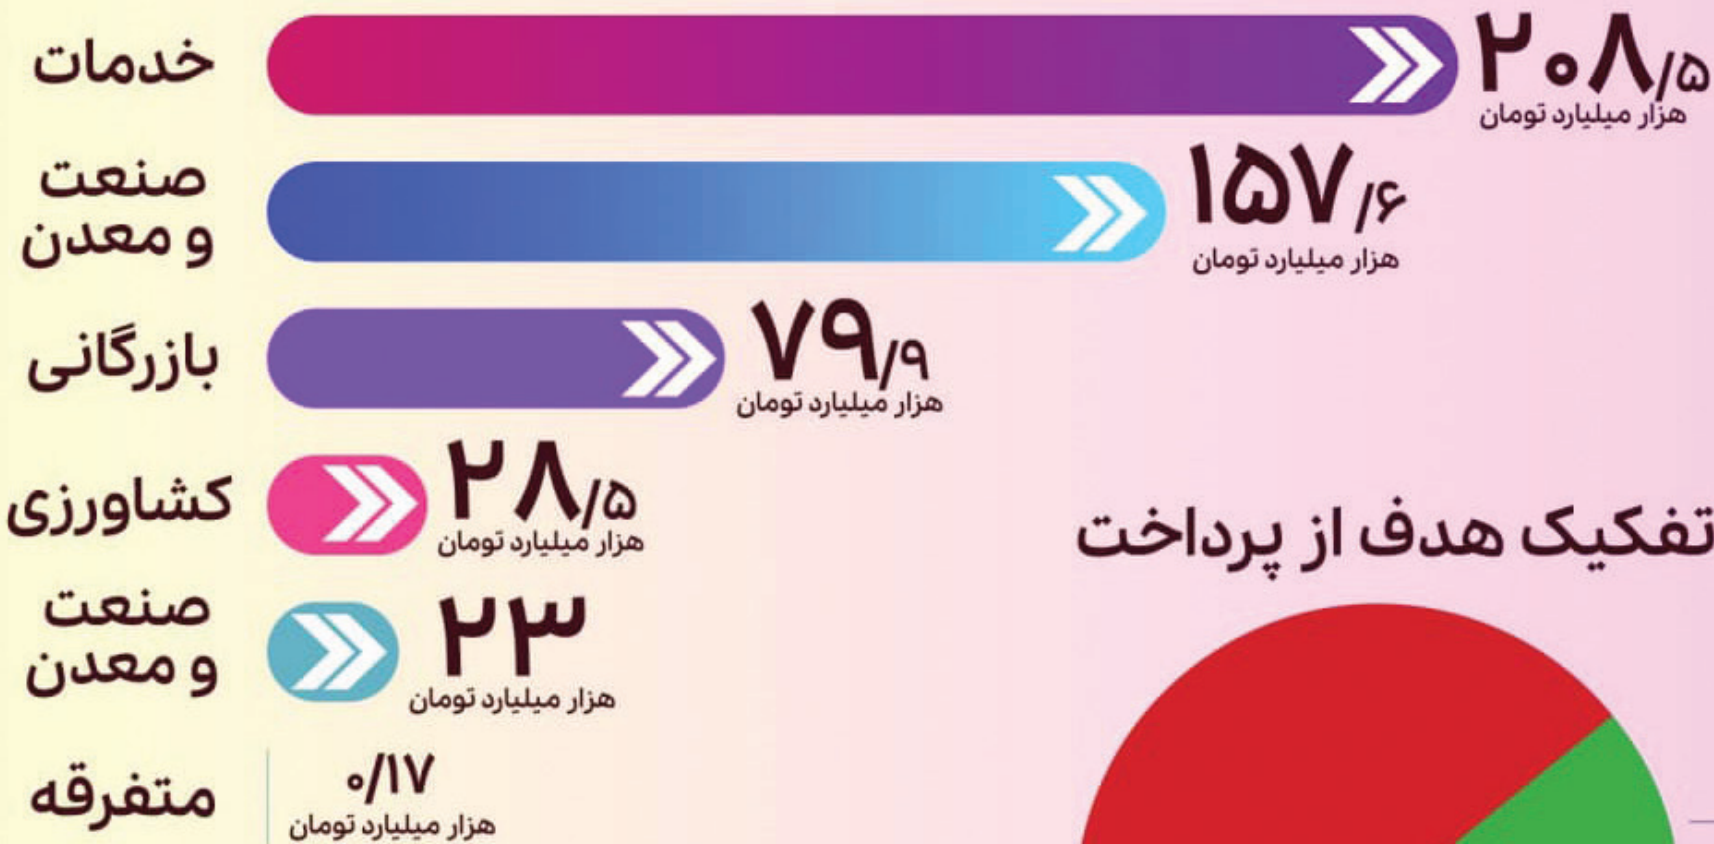 خدمات
۲۰۸/۵
هزار میلیارد تومان
صنعت
و معدن
۱۵۷/۶
هزار میلیارد تومان
بازرگانی
۷۹/۹
هزار میلیارد تومان
کشاورزی
۲۸/۵
هزار میلیارد تومان
صنعت
و معدن
۲۳
هزار میلیارد تومان
متفرقه
۰/۱۷
هزار میلیارد تومان
تفکیک هدف از پرداخت